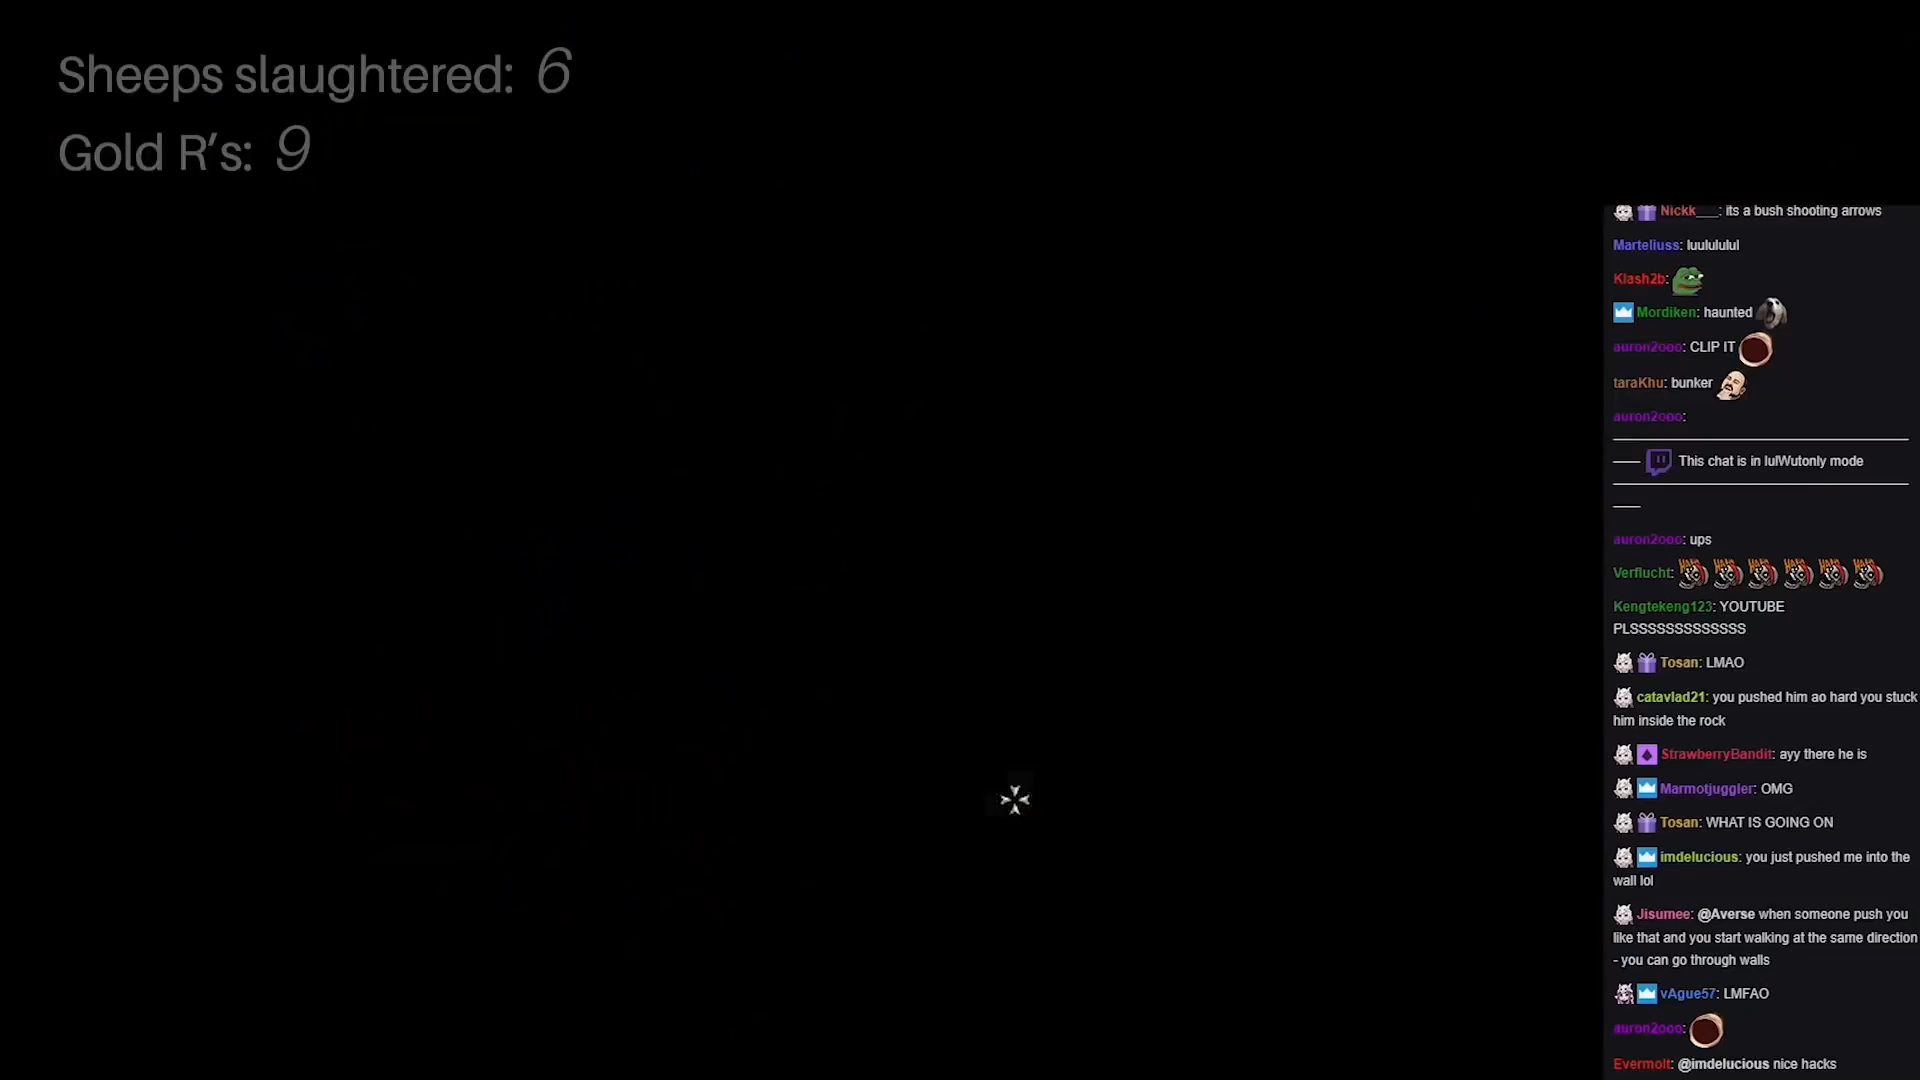 Sheeps slaughtered: 6
Gold R's: 9
Nickk___: its a bush shooting arrows
Marteliuss: luulululul
Klash2b:
Mordiken: haunted
auron2ooo: CLIP IT
taraKhu: bunker
auron2ooo:
This chat is in lulWutonly mode
auron2ooo: ups
Verflucht:
Kengtekeng123: YOUTUBE
PLSSSSSSSSSSSSS
Tosan: LMAO
catavlad21: you pushed him ao hard you stuck
him inside the rock
StrawberryBandit: ayy there he is
Marmotjuggler: OMG
Tosan: WHAT IS GOING ON
imdelucious: you just pushed me into the
wall lol
Jisumee: @Averse when someone push you
like that and you start walking at the same direction
- you can go through walls
vAgue57: LMFAO
auron2ooo:
Evermolt: @imdelucious nice hacks